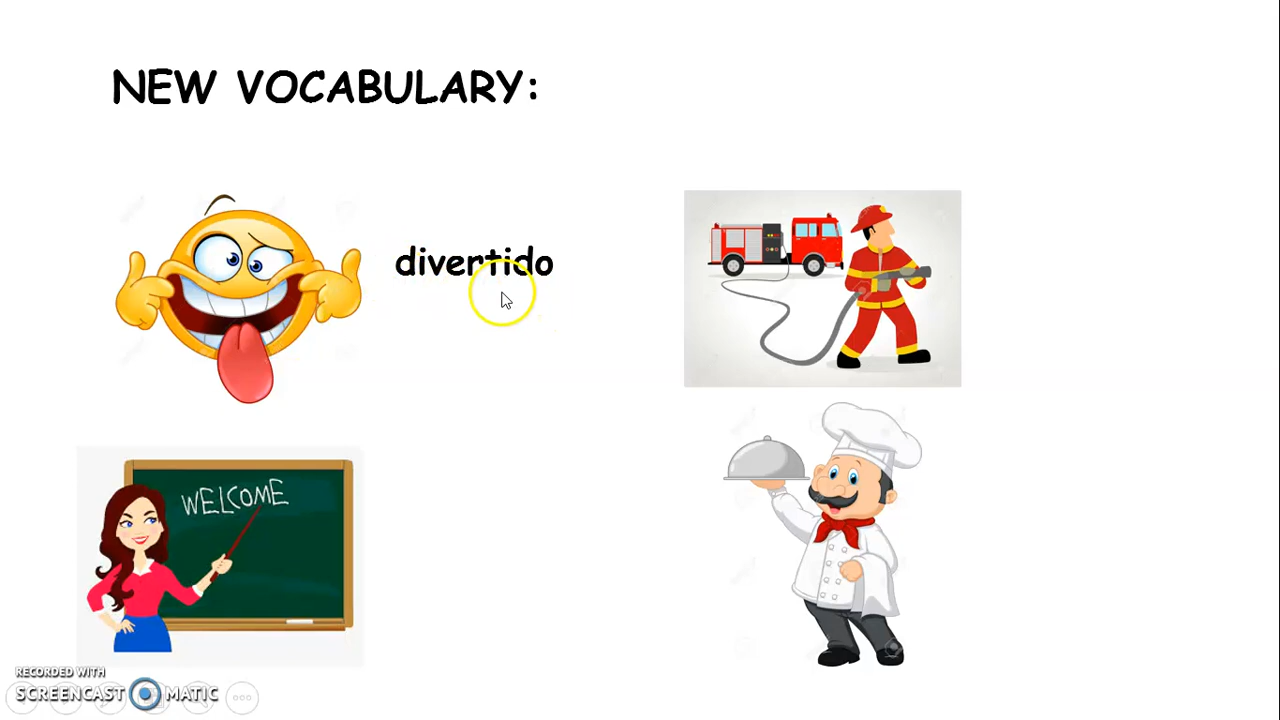 NEW VOCABULARY:
divertido
WELCOME
RECORDED WITH
SCREENCAST MATIC